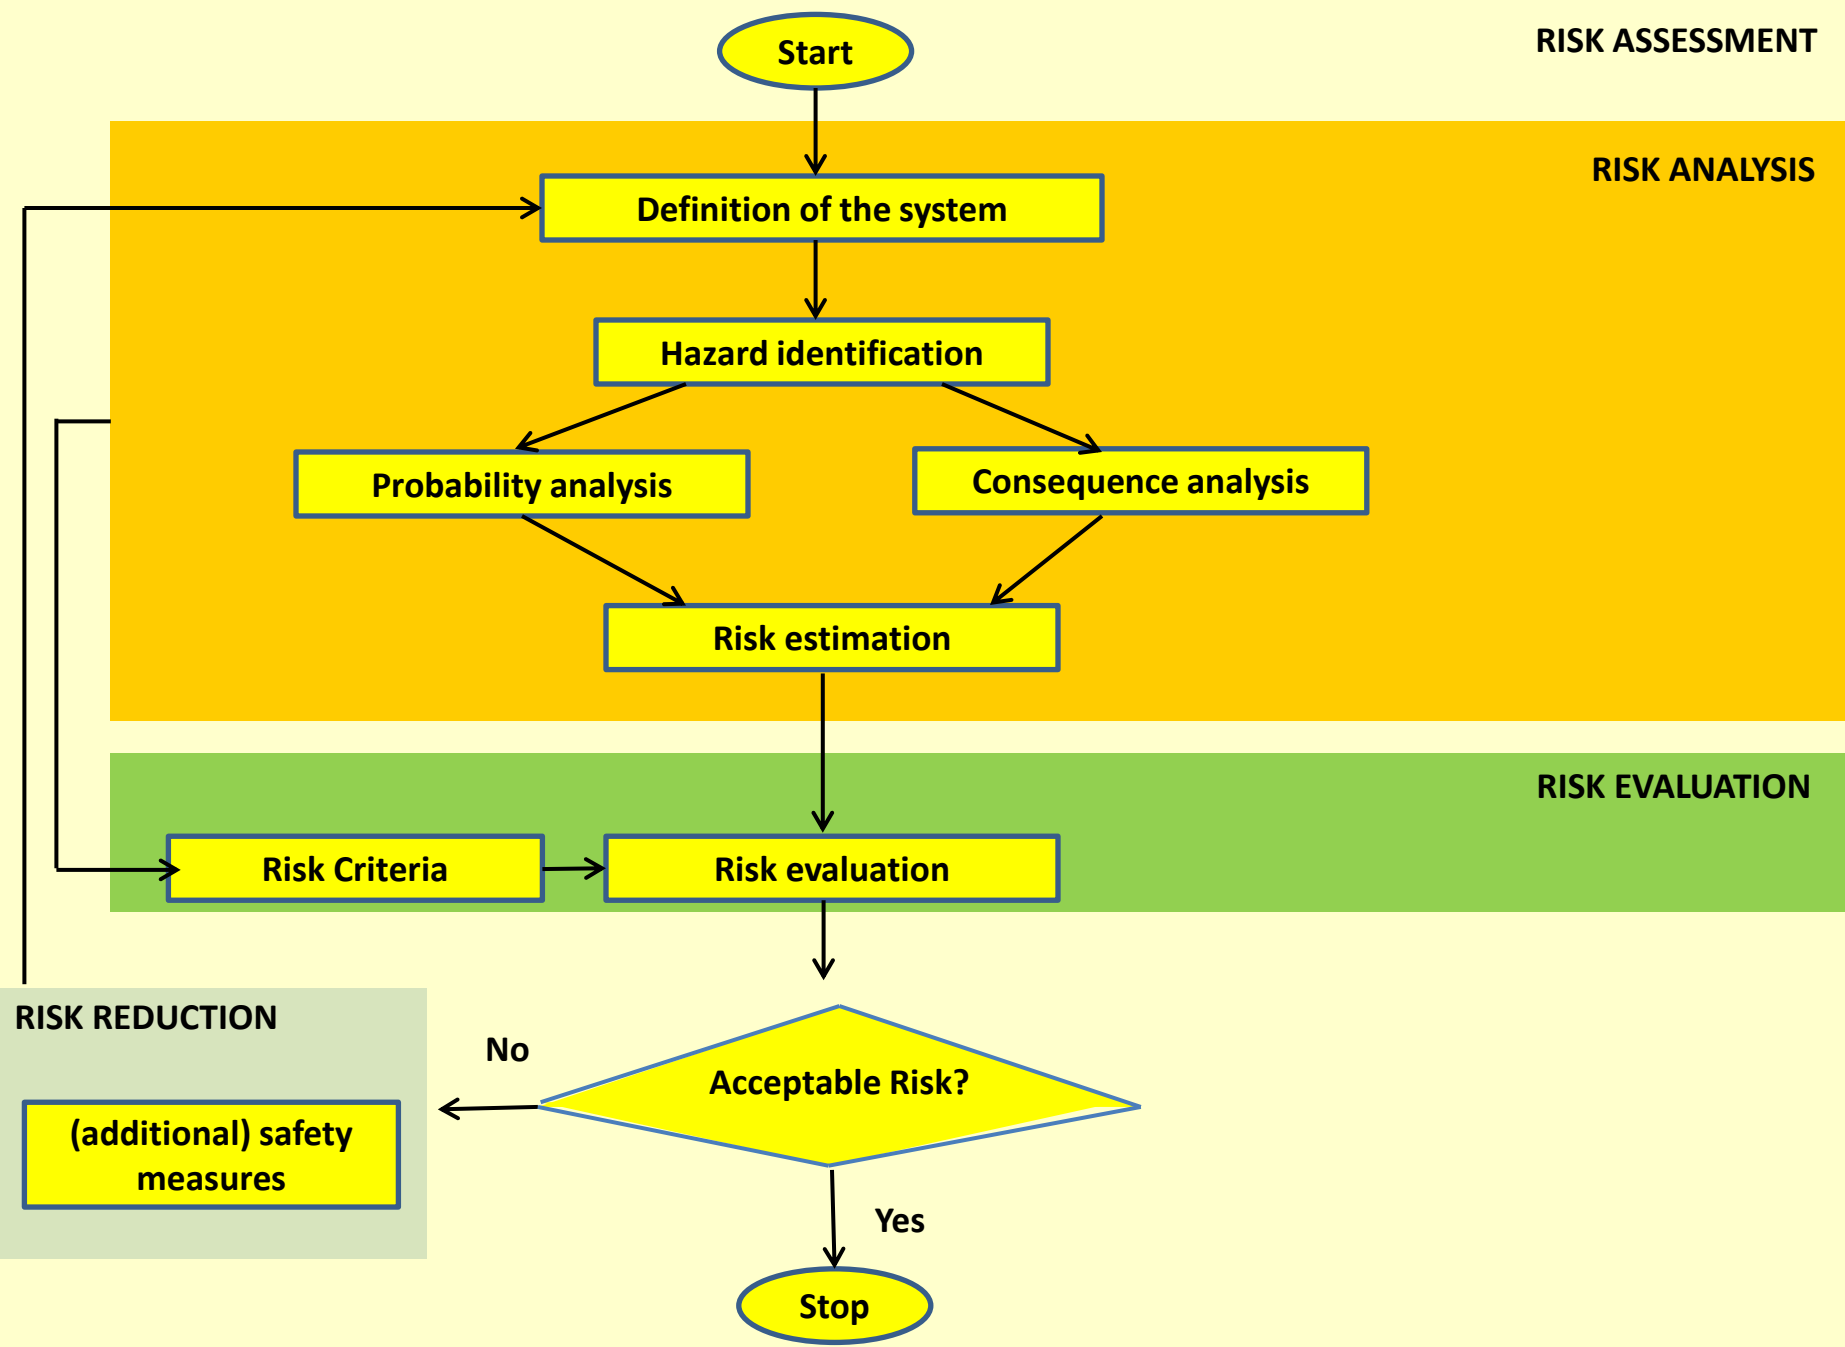 Start
RISK ASSESSMENT
RISK ANALYSIS
Definition of the system
Hazard identification
Probability analysis
Consequence analysis
Risk estimation
RISK EVALUATION
Risk Criteria
Risk evaluation
RISK REDUCTION
No
Acceptable Risk?
(additional) safety
measures
Yes
Stop